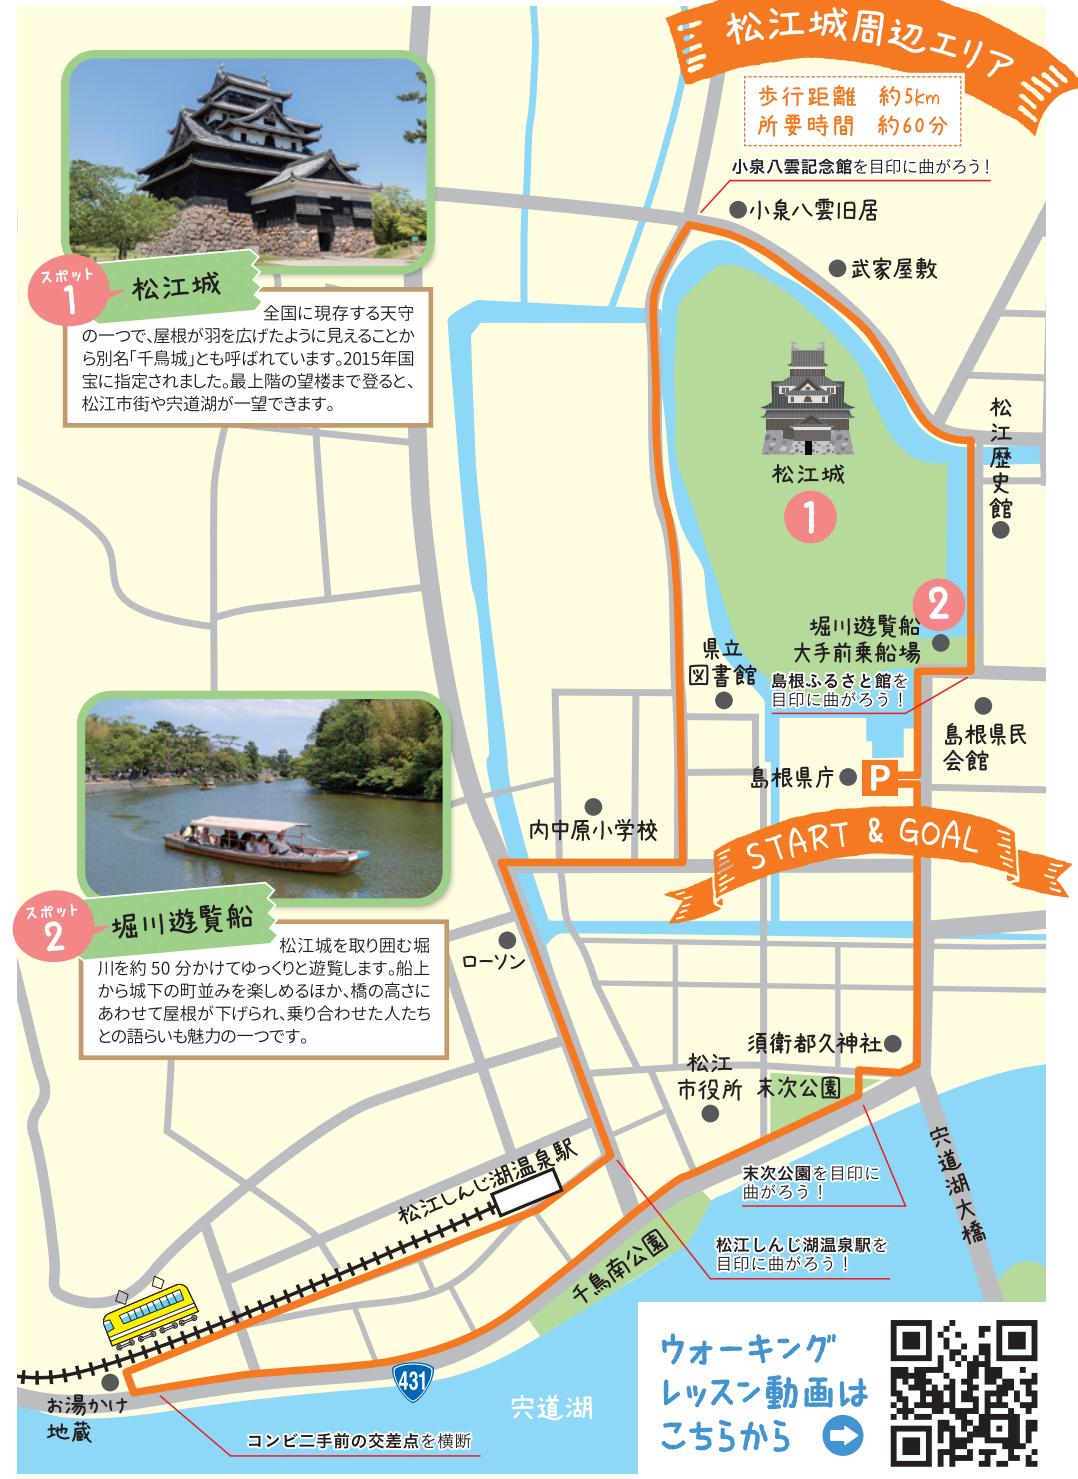 松江城周辺エリア
歩行距離　約5km
所要時間　約60分
小泉八雲記念館を目印に曲がろう！
小泉八雲旧居
武家屋敷
スポット
1
松江城
全国に現存する天守
の一つで、屋根が羽を広げたように見えることか
ら別名「千鳥城」とも呼ばれています。2015年国
宝に指定されました。最上階の望楼まで登ると、
松江市街や宍道湖が一望できます。
松江歴史館
松江城
1
2
堀川遊覧船
大手前乗船場
県立
図書館
島根ふるさと館を
目印に曲がろう！
島根県民
会館
島根県庁
P
内中原小学校
START & GOAL
スポット
2
堀川遊覧船
松江城を取り囲む堀
川を約 50 分かけてゆっくりと遊覧します。船上
から城下の町並みを楽しめるほか、橋の高さに
あわせて屋根が下げられ、乗り合わせた人たち
との語らいも魅力の一つです。
ローソン
須衛都久神社
松江
市役所
末次公園
宍道湖大橋
松江しんじ湖温泉駅
末次公園を目印に
曲がろう！
松江しんじ湖温泉駅を
目印に曲がろう！
千鳥南公園
431
宍道湖
お湯かけ
地蔵
コンビニ手前の交差点を横断
ウォーキング
レッスン動画は
こちらから